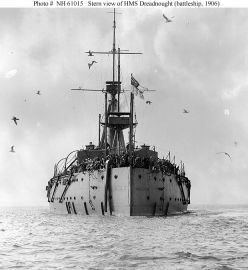 Photo # NH 61015 Stern view of HMS Dreadnought (battleship, 1906)